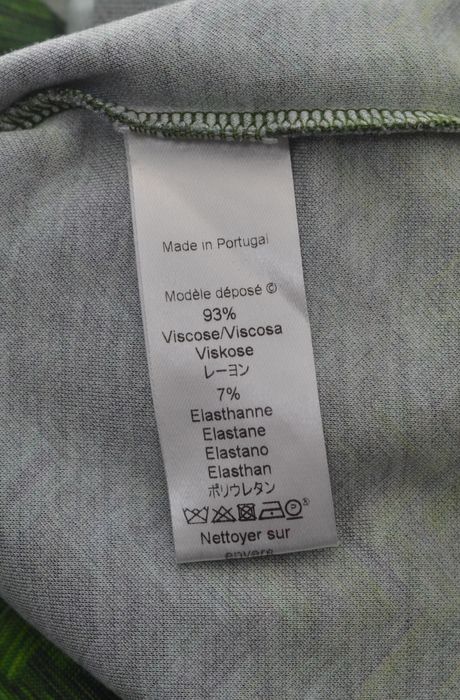 Made in Portugal
Modèle déposé ©
93%
Viscose/Viscosa
Viskose
レーヨン
7%
Elasthanne
Elastane
Elastano
Elasthan
ポリウレタン
P®
Nettoyer sur
envers